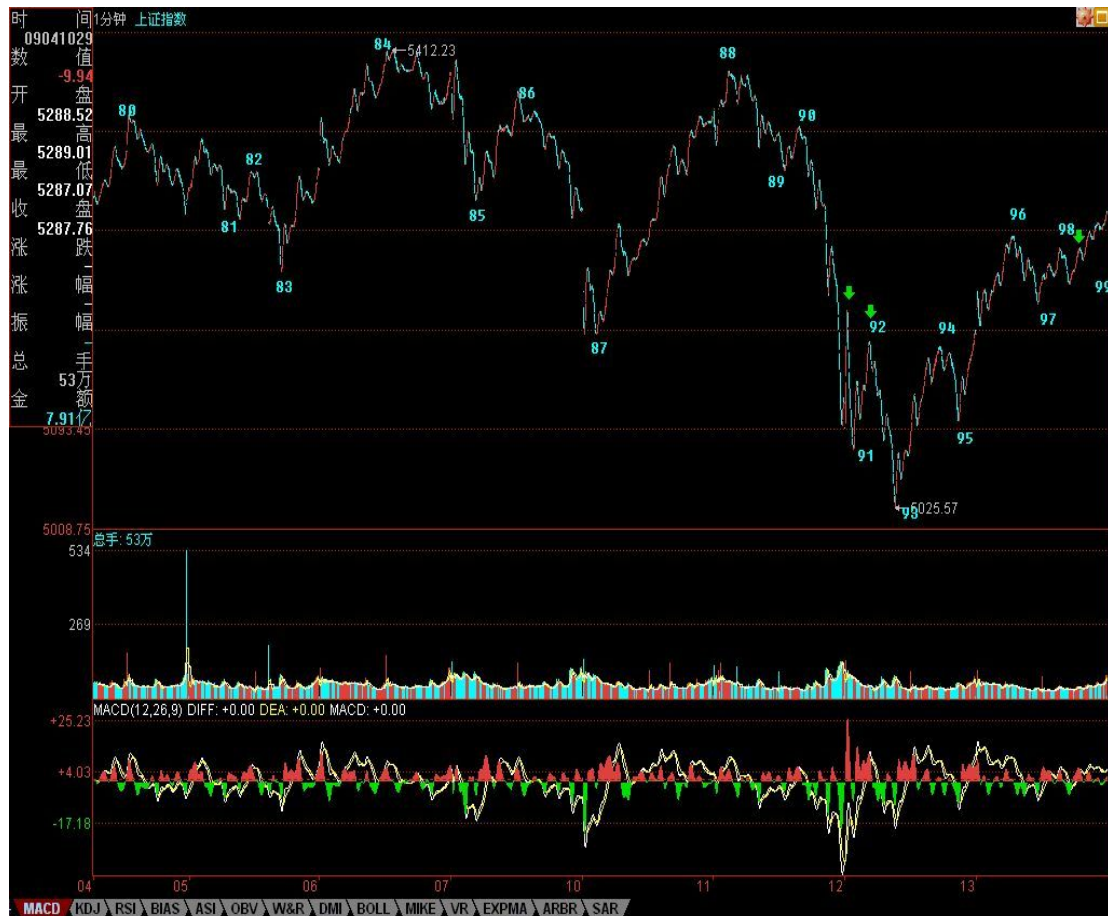 时 间
09041029
数 值
-9.94
开 盘
5288.52
最 高
5289.01
最 低
5287.07
收 盘
5287.76
涨 跌
-
涨 幅
-
振 幅
-
总 手
53万
金 额
7.91亿
1分钟 上证指数
80
81
82
83
84
5412.23
85
86
87
88
89
90
91
92
93
5025.57
94
95
96
97
98
99
5093.45
5008.75
总手: 53万
534
269
MACD(12,26,9) DIFF: +0.00 DEA: +0.00 MACD: +0.00
+25.23
+4.03
-17.18
04 05 06 07 10 11 12 13
MACD KDJ RSI BIAS ASI OBV W&R DMI BOLL MIKE VR EXPMA ARBR SAR